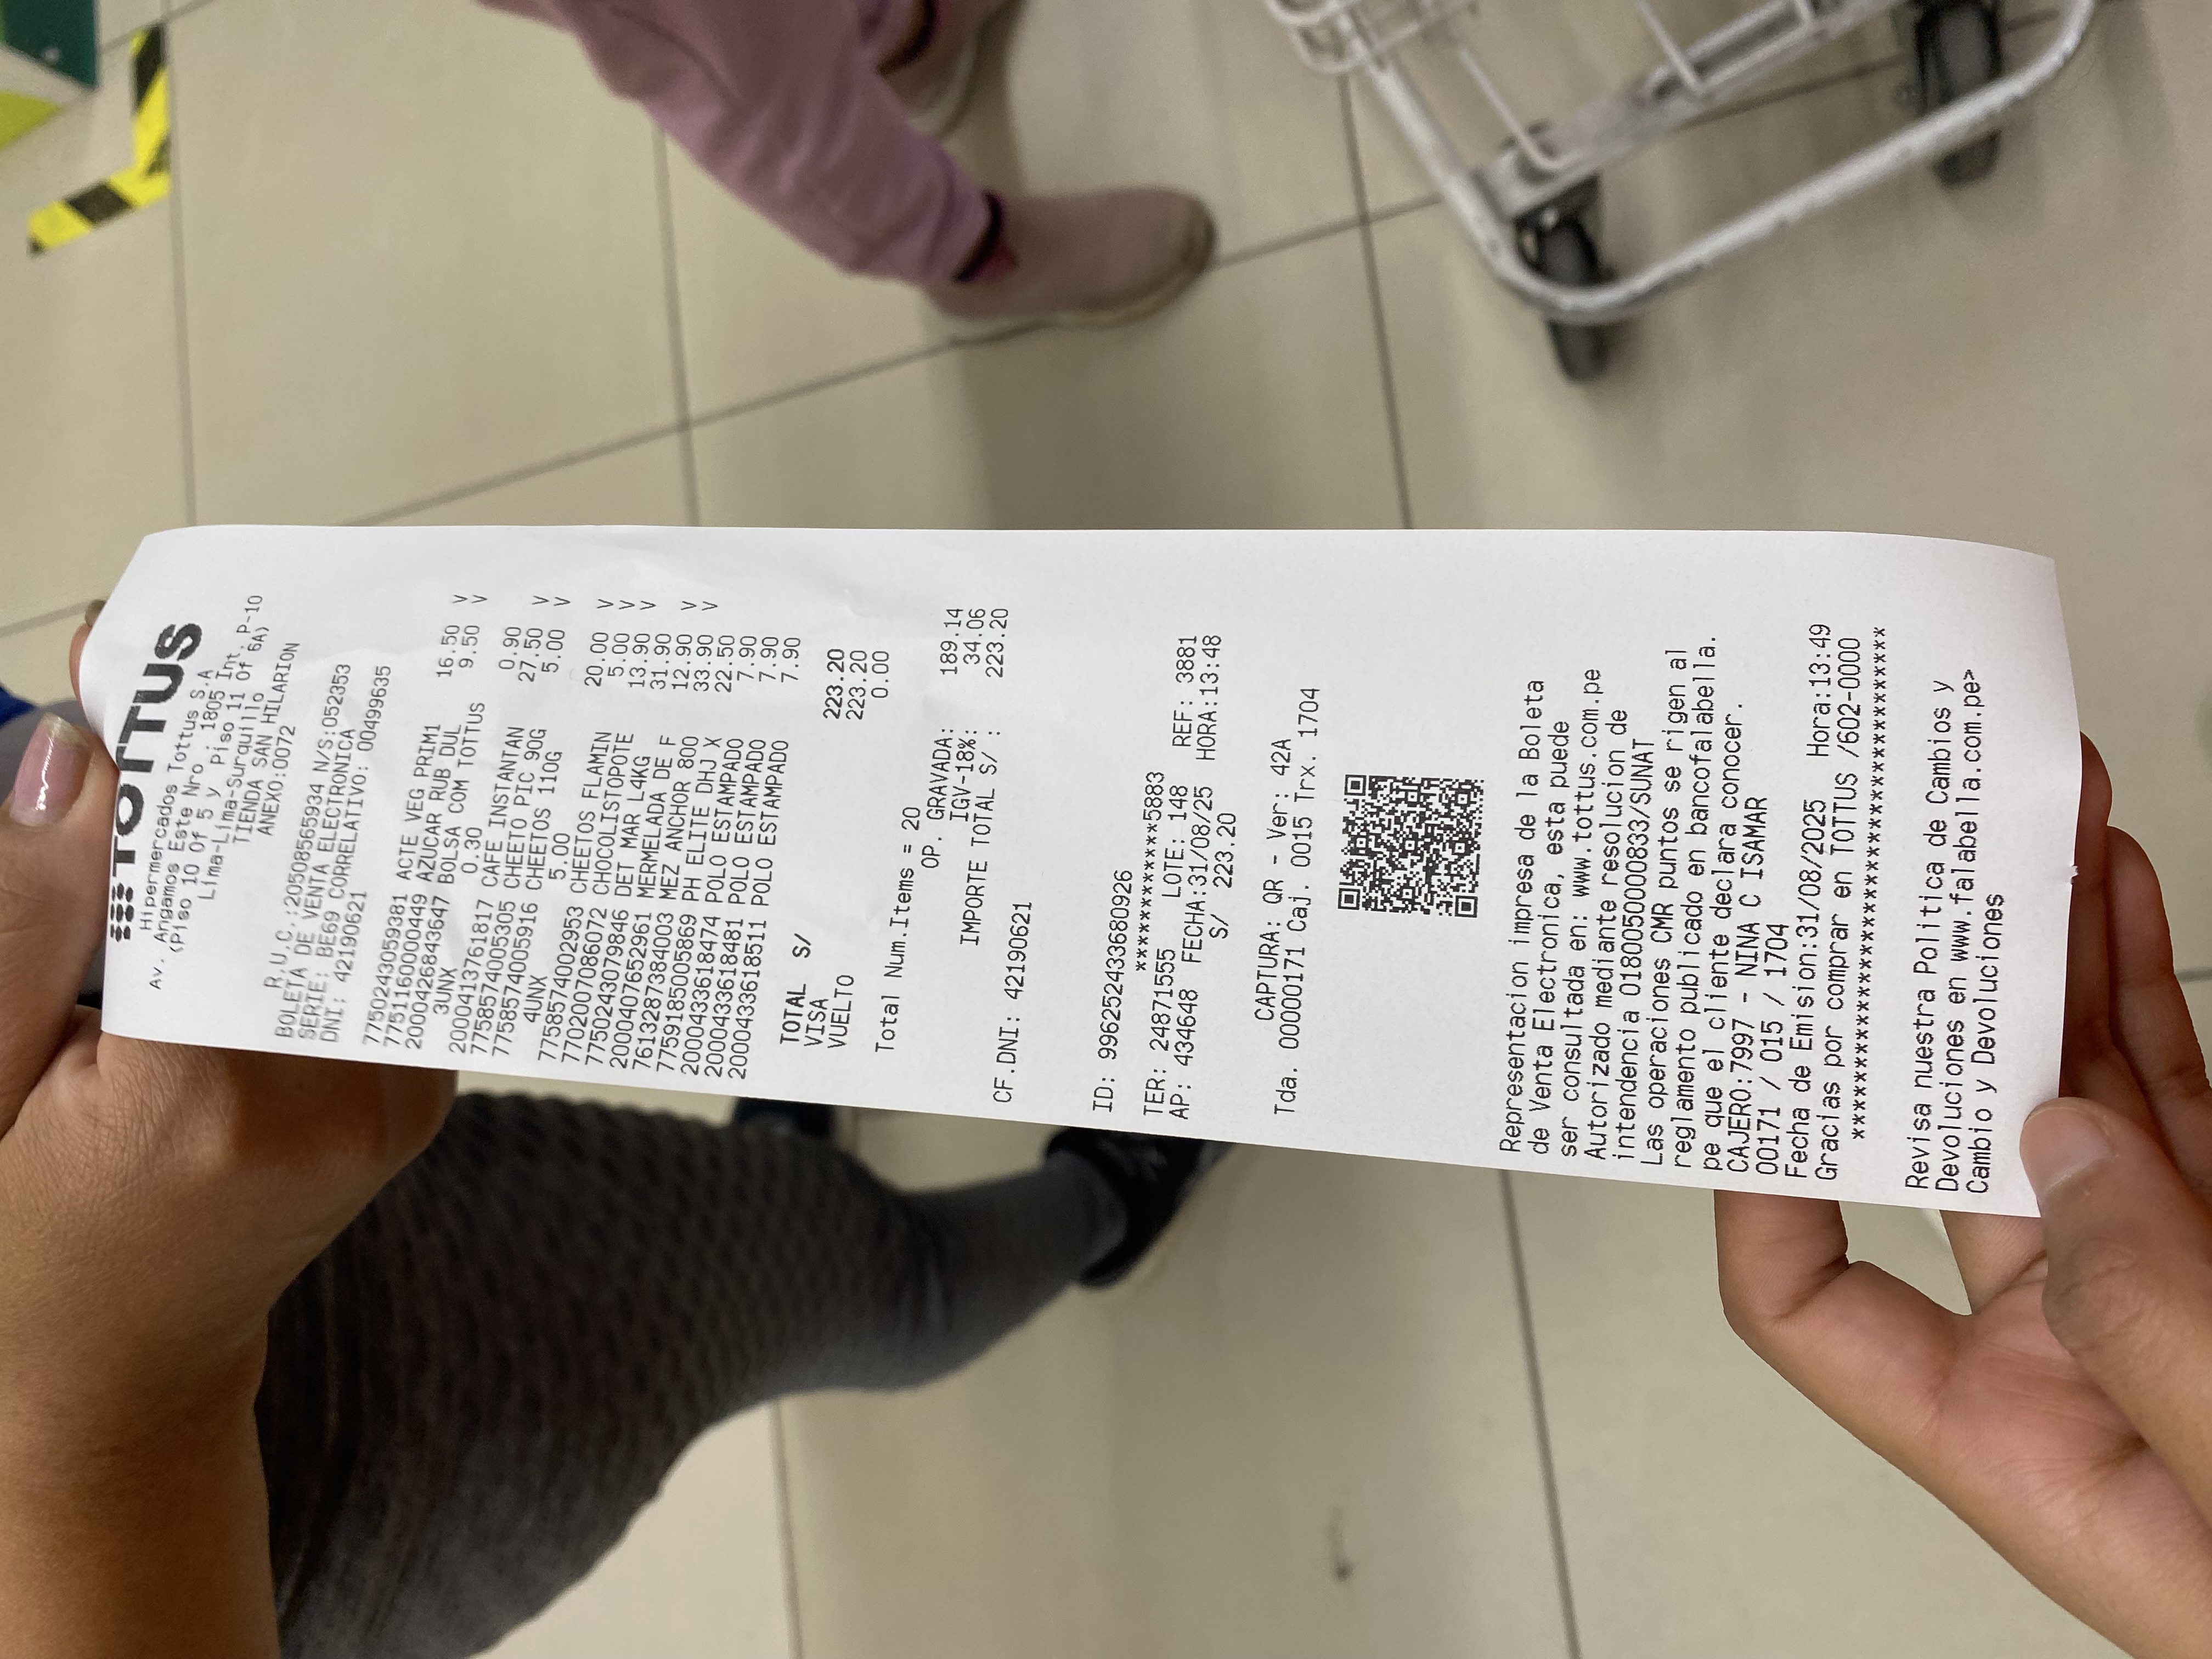 TOTTUS
Hipermercados Tottus S.A
Av. Angamos Este Nro . 1805 Int. P-10
(Piso 10 Of 5 y Piso 11 Of 6A)
Lima-Lima-Surquillo
TIENDA SAN HILARION
ANEXO:0072
R.U.C.:20508565934 N/S:052353
BOLETA DE VENTA ELECTRONICA
SERIE: BE69 CORRELATIVO: 00499635
DNI: 42190621
7750243059381 ACTE VEG PRIM1 16.50 V
7751160000449 AZUCAR RUB DUL 9.50 V
2000426843647 BOLSA COM TOTTUS
3UNX 0.30 0.90
2000413761817 CAFE INSTANTAN 27.50 V
7758574005305 CHEETO PIC 90G 5.00 V
7758574005916 CHEETOS 110G
4UNX 5.00 20.00 V
7758574002953 CHEETOS FLAMIN 5.00 V
7702007086072 CHOCOLISTOPOTE 13.90 V
7750243079846 DET MAR L4KG 31.90
2000407652961 MERMELADA DE F 12.90 V
7613287384003 MEZ ANCHOR 800 33.90 V
7759185005869 PH ELITE DHJ X 22.50
2000433618474 POLO ESTAMPADO 7.90
2000433618481 POLO ESTAMPADO 7.90
2000433618511 POLO ESTAMPADO 7.90
TOTAL S/ 223.20
VISA 223.20
VUELTO 0.00
Total Num.Items = 20
OP. GRAVADA: 189.14
IGV-18%: 34.06
IMPORTE TOTAL S/ : 223.20
CF.DNI: 42190621
ID: 996252433680926
************5883
TER: 24871555 LOTE: 148 REF: 3881
AP: 434648 FECHA:31/08/25 HORA:13:48
S/ 223.20
CAPTURA: QR - Ver: 42A
Tda. 00000171 Caj. 0015 Trx. 1704
Representacion impresa de la Boleta
de Venta Electronica, esta puede
ser consultada en: www.tottus.com.pe
Autorizado mediante resolucion de
intendencia 0180050000833/SUNAT
Las operaciones CMR puntos se rigen al
reglamento publicado en bancofalabella.
pe que el cliente declara conocer.
CAJERO:7997 - NINA C ISAMAR
00171 / 015 / 1704
Fecha de Emision:31/08/2025 Hora:13:49
Gracias por comprar en TOTTUS /602-0000
**************************************
Revisa nuestra Politica de Cambios y
Devoluciones en www.falabella.com.pe>
Cambio y Devoluciones